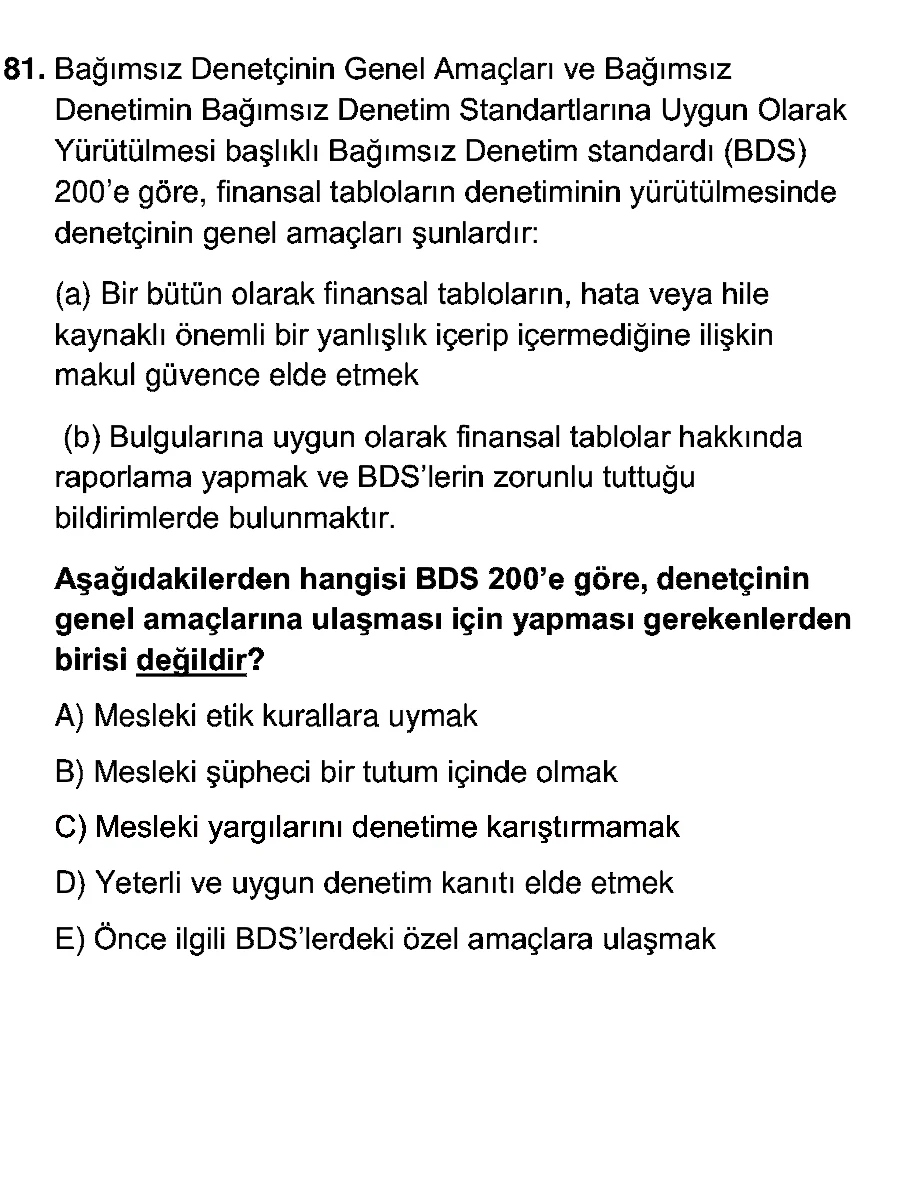 81. Bağımsız Denetçinin Genel Amaçları ve Bağımsız
Denetimin Bağımsız Denetim Standartlarına Uygun Olarak
Yürütülmesi başlıklı Bağımsız Denetim standardı (BDS)
200’e göre, finansal tabloların denetiminin yürütülmesinde
denetçinin genel amaçları şunlardır:
(a) Bir bütün olarak finansal tabloların, hata veya hile
kaynaklı önemli bir yanlışlık içerip içermediğine ilişkin
makul güvence elde etmek
(b) Bulgularına uygun olarak finansal tablolar hakkında
raporlama yapmak ve BDS’lerin zorunlu tuttuğu
bildirimlerde bulunmaktır.
Aşağıdakilerden hangisi BDS 200’e göre, denetçinin
genel amaçlarına ulaşması için yapması gerekenlerden
birisi değildir?
A) Mesleki etik kurallara uymak
B) Mesleki şüpheci bir tutum içinde olmak
C) Mesleki yargılarını denetime karıştırmamak
D) Yeterli ve uygun denetim kanıtı elde etmek
E) Önce ilgili BDS’lerdeki özel amaçlara ulaşmak